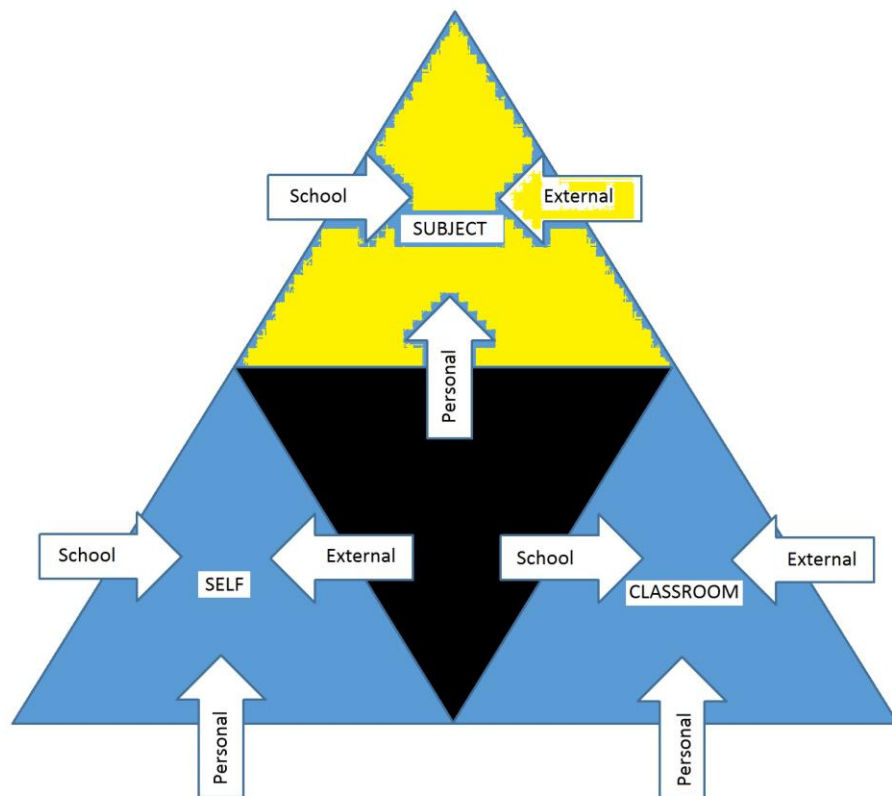 School
External
SUBJECT
Personal
School
External
School
External
SELF
CLASSROOM
Personal
Personal